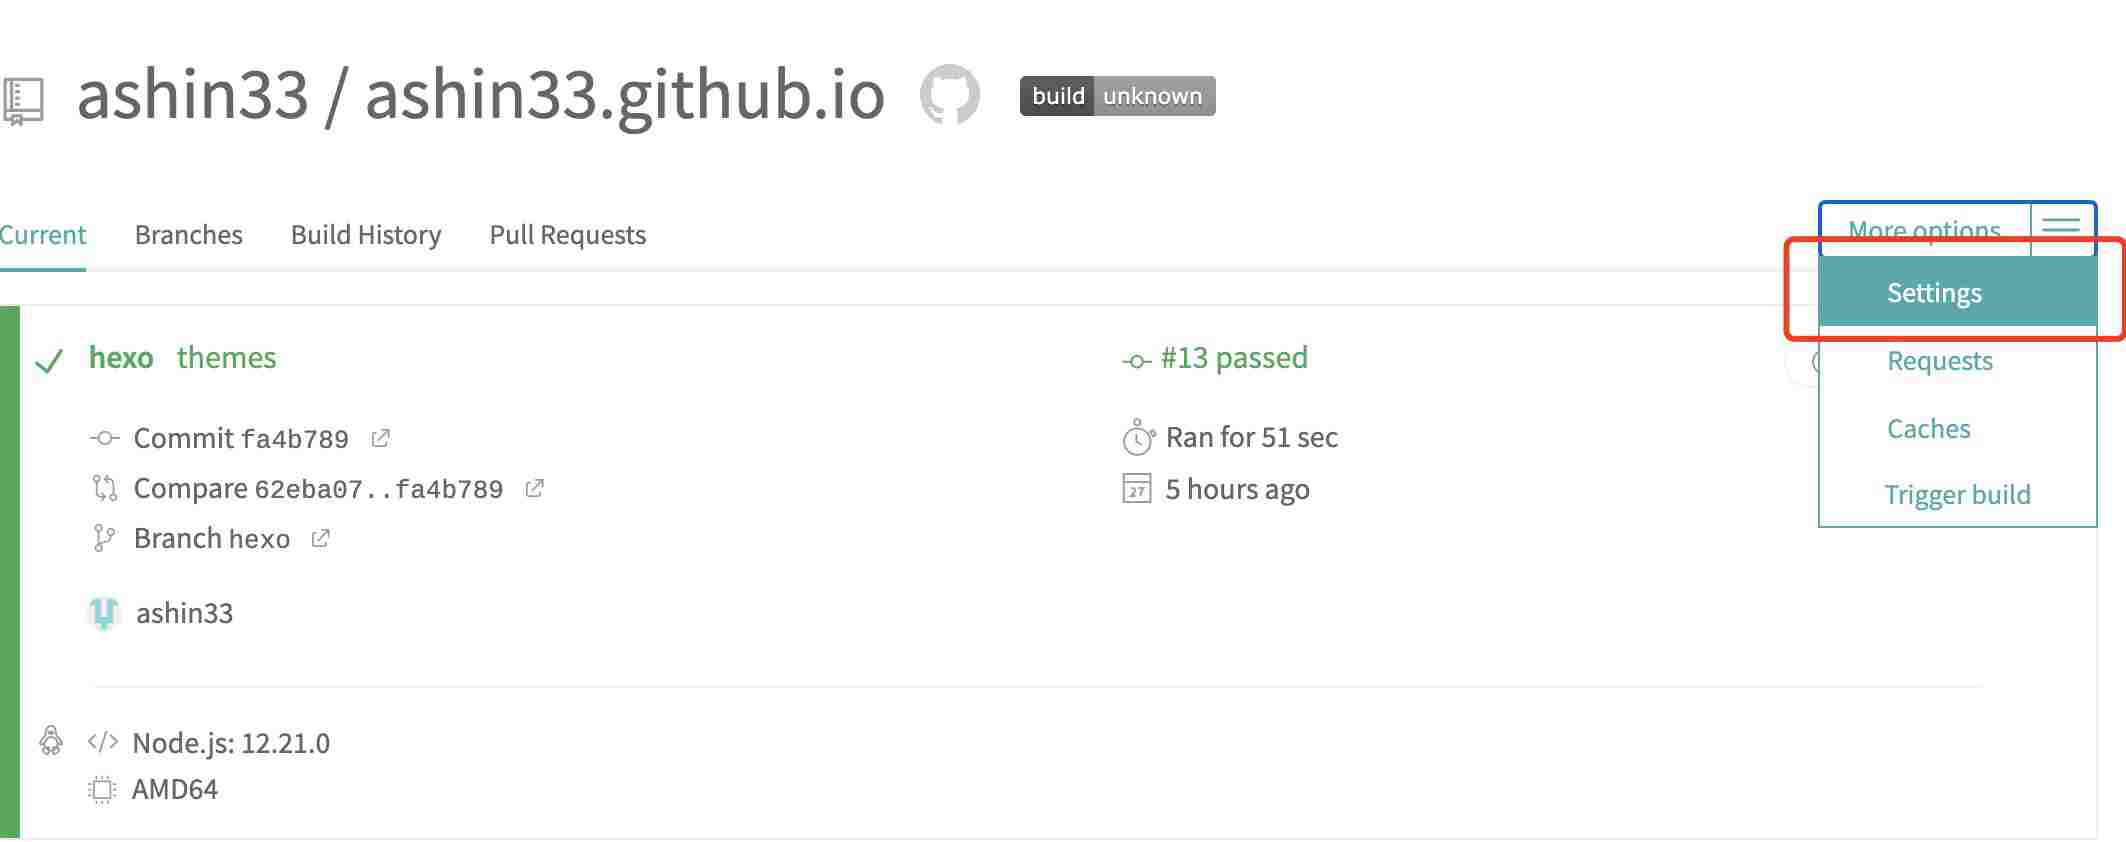 ashin33 / ashin33.github.io build unknown
Current Branches Build History Pull Requests More options
Settings
Requests
Caches
Trigger build
hexo themes
Commit fa4b789
Compare 62eba07..fa4b789
Branch hexo
ashin33
#13 passed
Ran for 51 sec
27 5 hours ago
</> Node.js: 12.21.0
AMD64